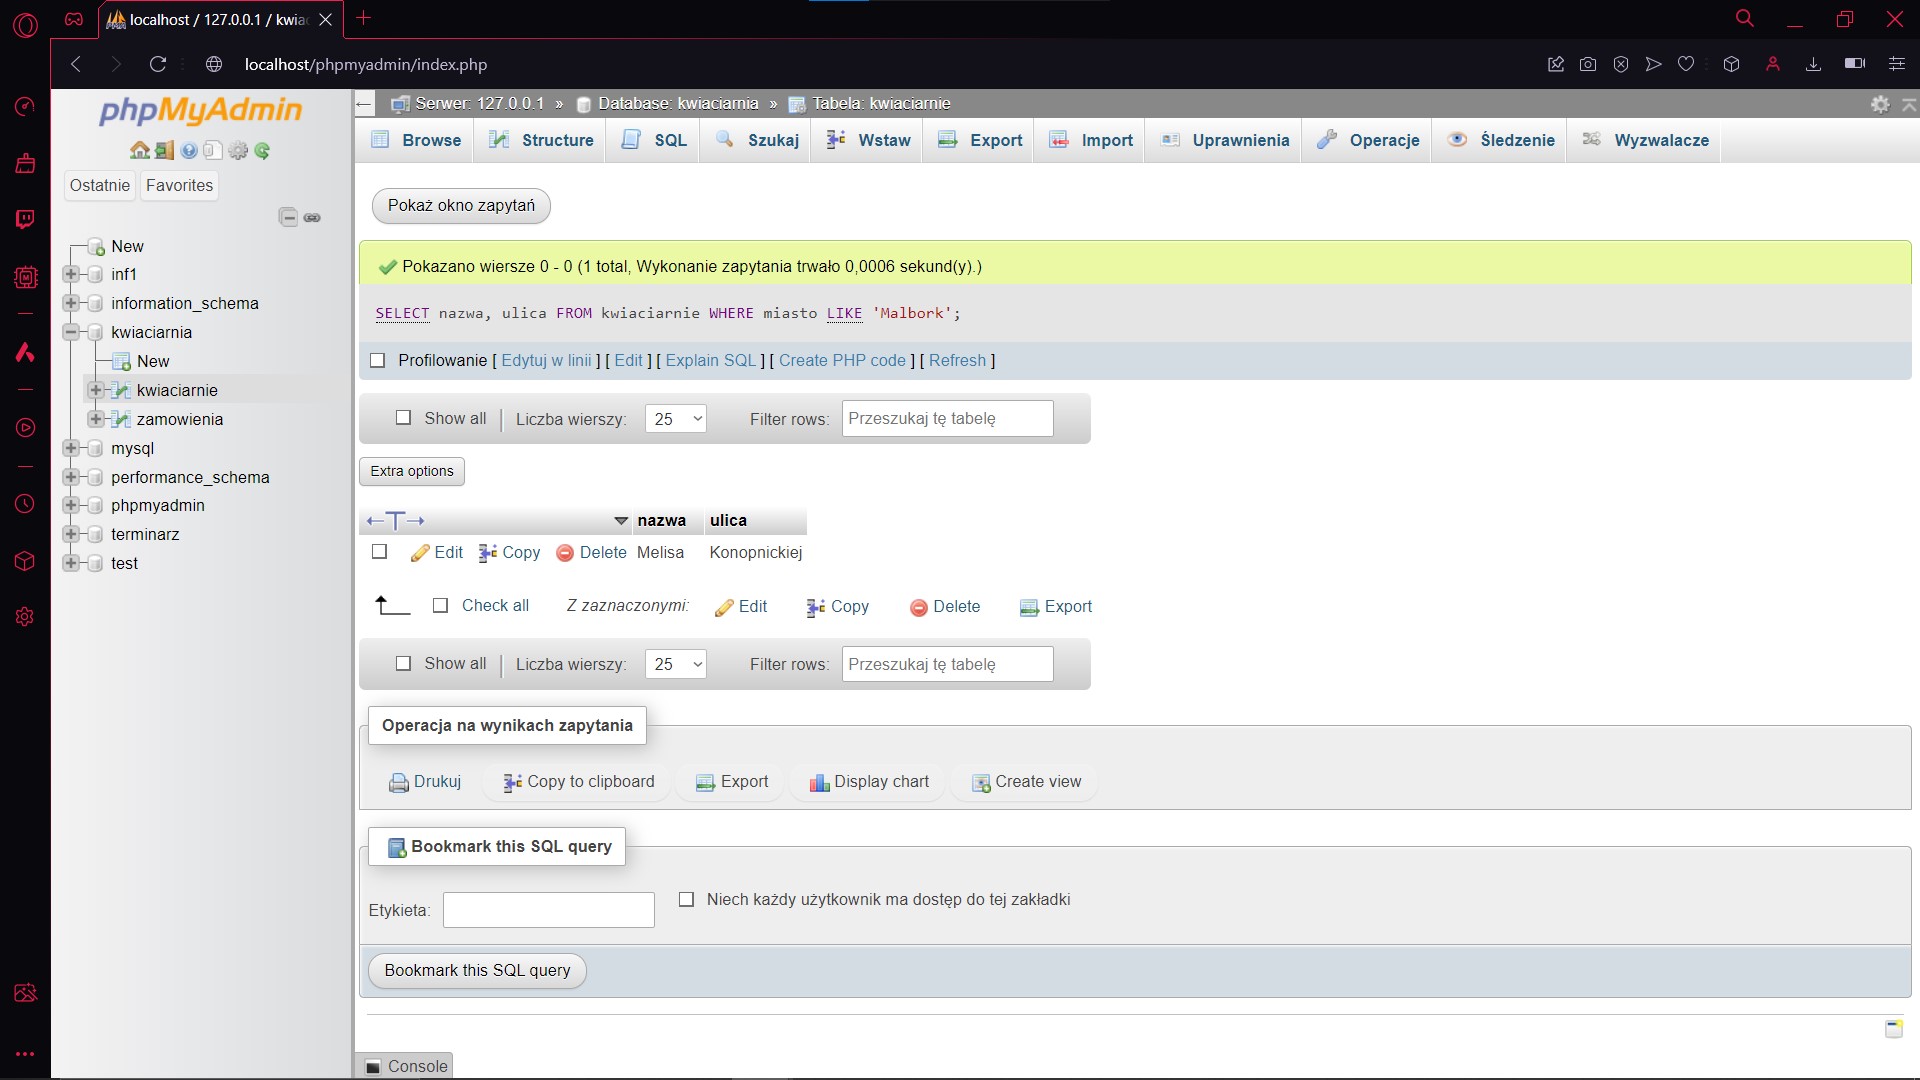 localhost / 127.0.0.1 / kwiac
localhost/phpmyadmin/index.php
phpMyAdmin
Ostatnie Favorites
New
inf1
information_schema
kwiaciarnia
New
kwiaciarnie
zamowienia
mysql
performance_schema
phpmyadmin
terminarz
test
Serwer: 127.0.0.1 » Database: kwiaciarnia » Tabela: kwiaciarnie
Browse Structure SQL Szukaj Wstaw Export Import Uprawnienia Operacje Śledzenie Wyzwalacze
Pokaż okno zapytań
Pokazano wiersze 0 - 0 (1 total, Wykonanie zapytania trwało 0,0006 sekund(y).)
SELECT nazwa, ulica FROM kwiaciarnie WHERE miasto LIKE 'Malbork';
Profilowanie [ Edytuj w linii ] [ Edit ] [ Explain SQL ] [ Create PHP code ] [ Refresh ]
Show all | Liczba wierszy: 25 Filter rows: Przeszukaj tę tabelę
Extra options
←T→ nazwa ulica
Edit Copy Delete Melisa Konopnickiej
Check all Z zaznaczonymi: Edit Copy Delete Export
Show all | Liczba wierszy: 25 Filter rows: Przeszukaj tę tabelę
Operacja na wynikach zapytania
Drukuj Copy to clipboard Export Display chart Create view
Bookmark this SQL query
Etykieta: Niech każdy użytkownik ma dostęp do tej zakładki
Bookmark this SQL query
Console